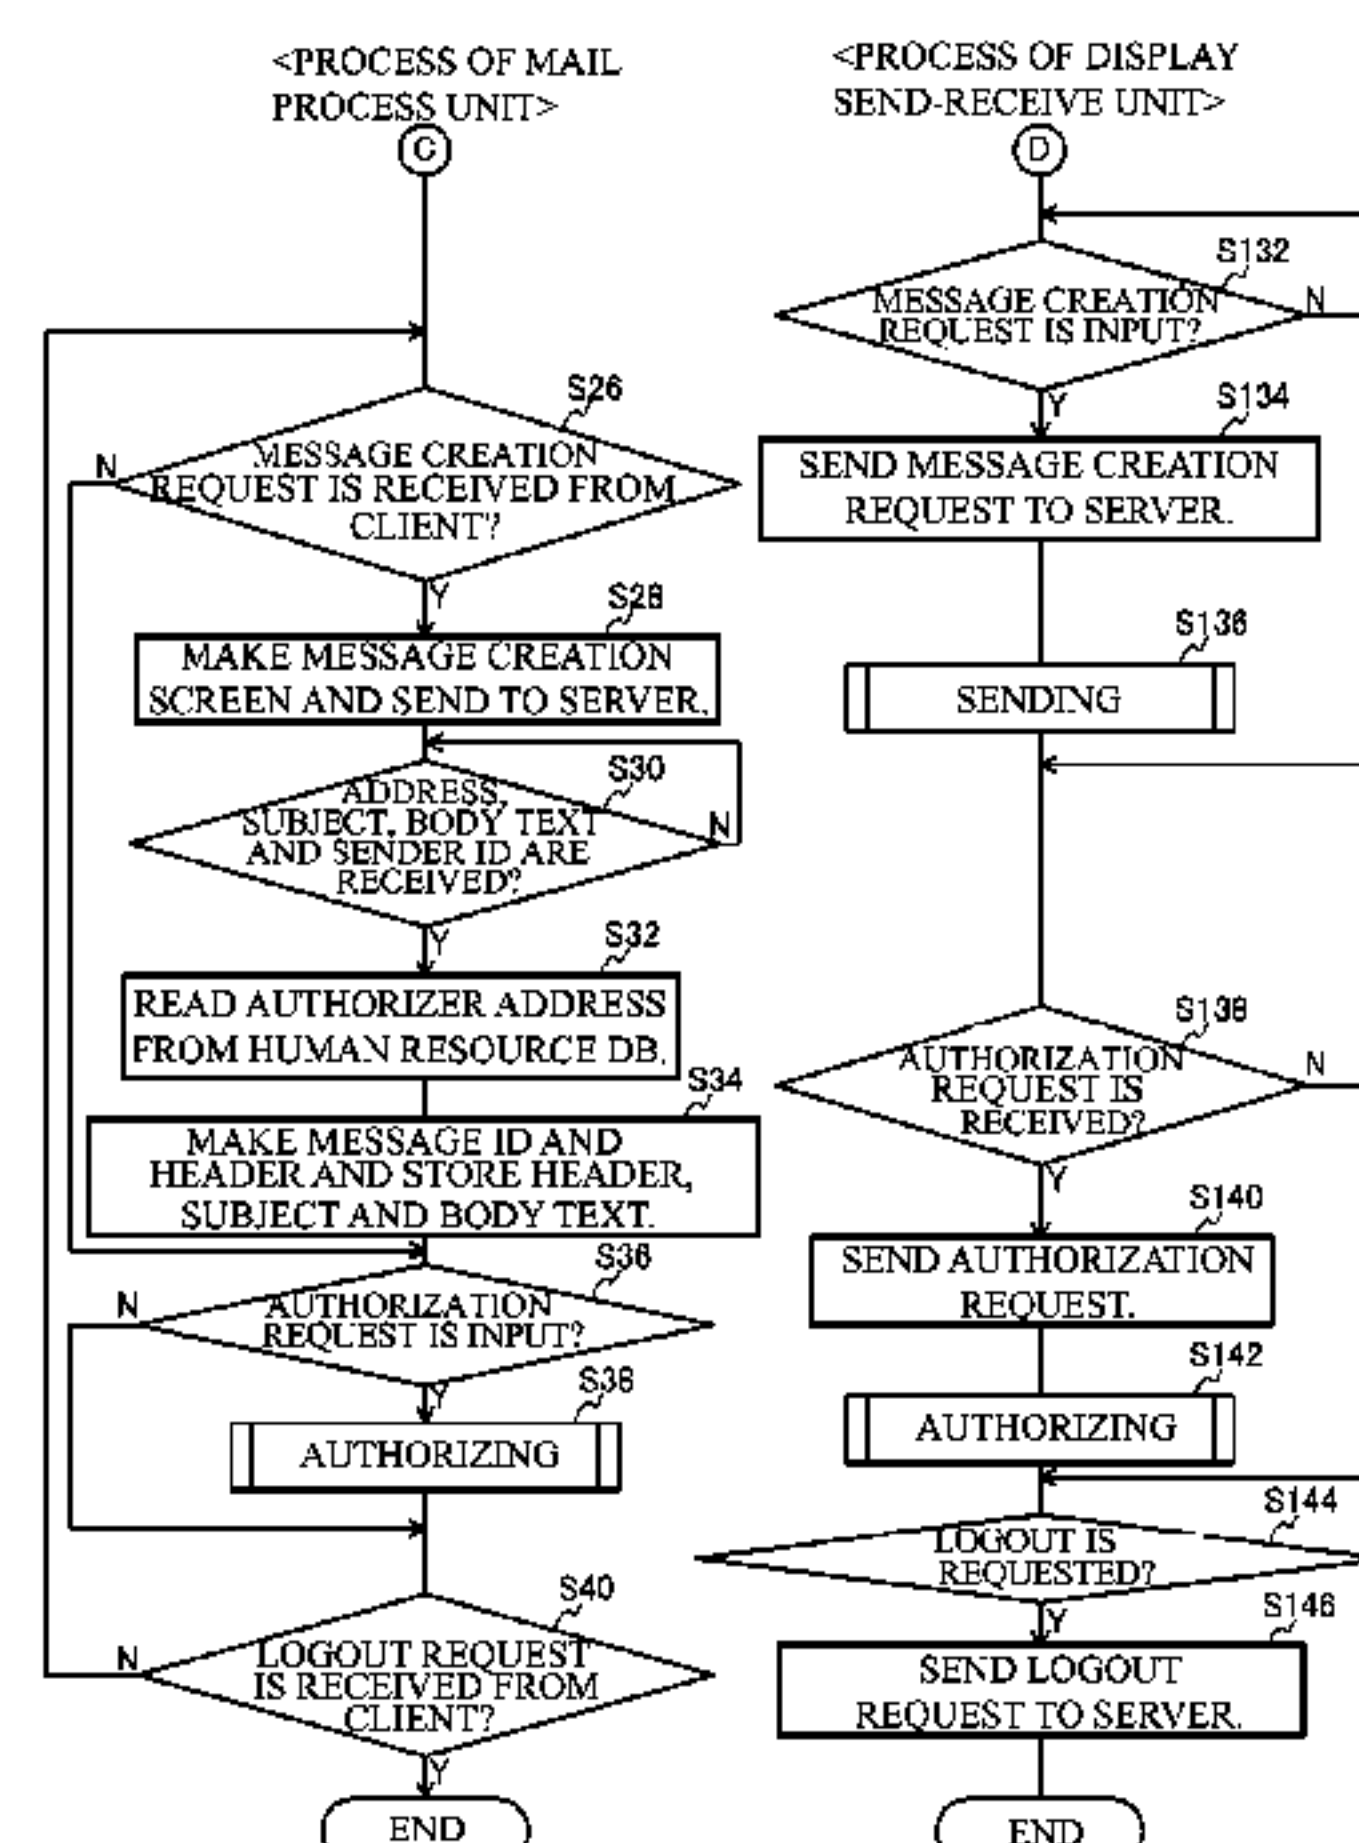 <PROCESS OF MAIL
PROCESS UNIT>
C
S26
MESSAGE CREATION
REQUEST IS RECEIVED FROM
CLIENT?
N
Y
S28
MAKE MESSAGE CREATION
SCREEN AND SEND TO SERVER.
S30
ADDRESS,
SUBJECT, BODY TEXT
AND SENDER ID ARE
RECEIVED?
N
Y
S32
READ AUTHORIZER ADDRESS
FROM HUMAN RESOURCE DB.
S34
MAKE MESSAGE ID AND
HEADER AND STORE HEADER,
SUBJECT AND BODY TEXT.
S36
AUTHORIZATION
REQUEST IS INPUT?
N
Y
S38
AUTHORIZING
S40
LOGOUT REQUEST
IS RECEIVED FROM
CLIENT?
N
Y
END
<PROCESS OF DISPLAY
SEND-RECEIVE UNIT>
D
S132
MESSAGE CREATION
REQUEST IS INPUT?
N
Y
S134
SEND MESSAGE CREATION
REQUEST TO SERVER.
S136
SENDING
S138
AUTHORIZATION
REQUEST IS
RECEIVED?
N
Y
S140
SEND AUTHORIZATION
REQUEST.
S142
AUTHORIZING
S144
LOGOUT IS
REQUESTED?
Y
S146
SEND LOGOUT
REQUEST TO SERVER.
END